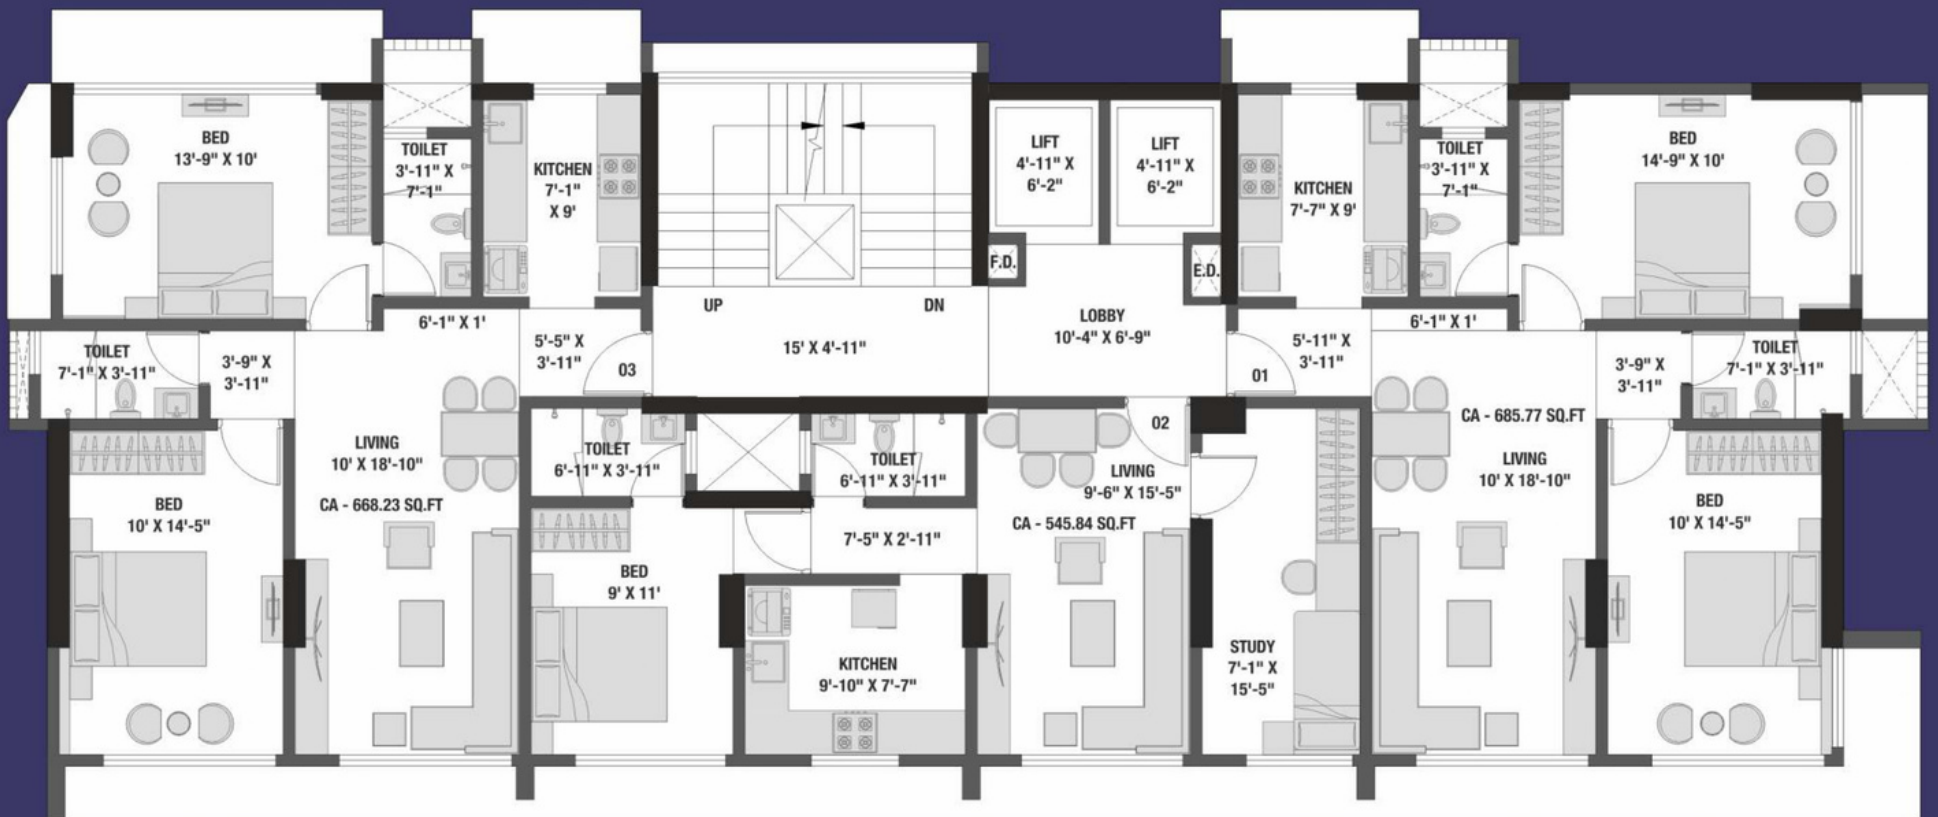 BED
13'-9" X 10'
TOILET
3'-11" X
7'-1"
KITCHEN
7'-1"
X 9'
LIFT
4'-11" X
6'-2"
LIFT
4'-11" X
6'-2"
KITCHEN
7'-7" X 9'
TOILET
3'-11" X
7'-1"
BED
14'-9" X 10'
F.D.
E.D.
UP
DN
LOBBY
10'-4" X 6'-9"
6'-1" X 1'
6'-1" X 1'
TOILET
7'-1" X 3'-11"
3'-9" X
3'-11"
5'-5" X
3'-11"
03
15' X 4'-11"
5'-11" X
3'-11"
01
3'-9" X
3'-11"
TOILET
7'-1" X 3'-11"
LIVING
10' X 18'-10"
CA - 668.23 SQ.FT
TOILET
6'-11" X 3'-11"
TOILET
6'-11" X 3'-11"
02
LIVING
9'-6" X 15'-5"
CA - 545.84 SQ.FT
CA - 685.77 SQ.FT
LIVING
10' X 18'-10"
BED
10' X 14'-5"
BED
10' X 14'-5"
7'-5" X 2'-11"
BED
9' X 11'
KITCHEN
9'-10" X 7'-7"
STUDY
7'-1" X
15'-5"